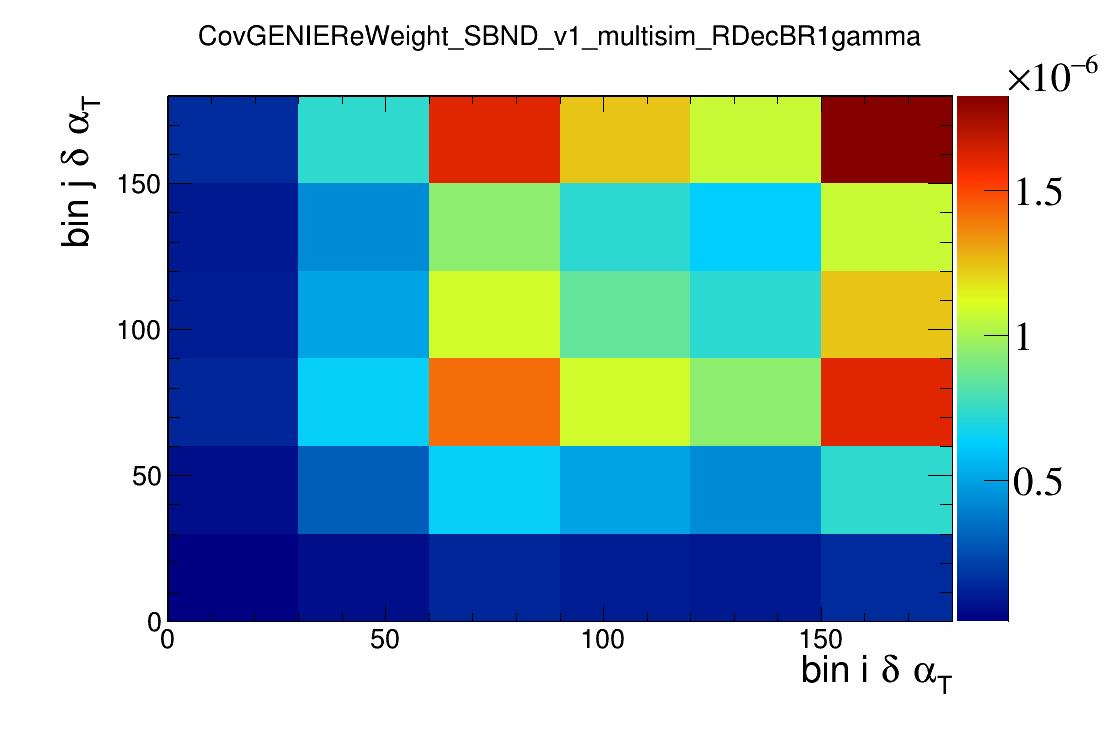 CovGENIEReWeight_SBND_v1_multisim_RDecBR1gamma
×10⁻⁶
bin j δ α_T
150
100
50
0
0 50 100 150
bin i δ α_T
1.5
1
0.5